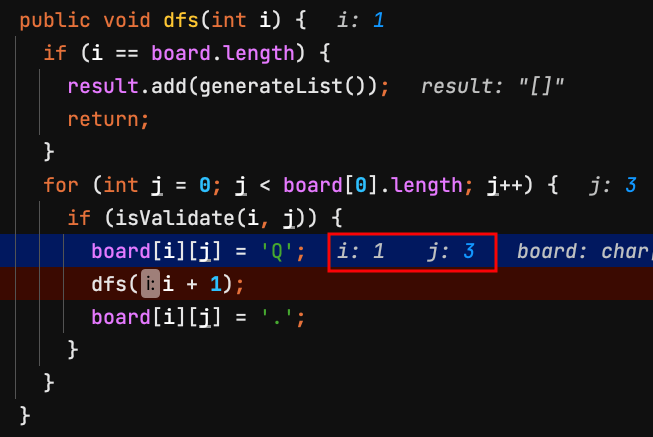 public void dfs(int i) {   i: 1
if (i == board.length) {
result.add(generateList());   result: "[]"
return;
}
for (int j = 0; j < board[0].length; j++) {   j: 3
if (isValidate(i, j)) {
board[i][j] = 'Q';   i: 1   j: 3   board: char
dfs(i: i + 1);
board[i][j] = '.';
}
}
}